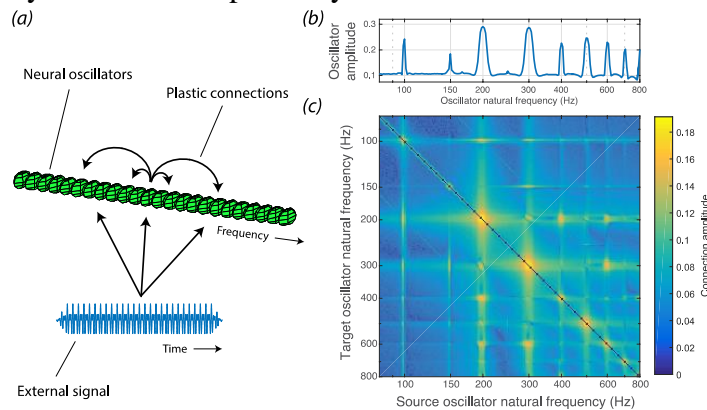 (a)
Neural oscillators
Plastic connections
Frequency
Time
External signal
(b)
Oscillator
amplitude
0.3
0.2
0.1
100
150
200
300
400
500
600
800
Oscillator natural frequency (Hz)
(c)
Target oscillator natural frequency (Hz)
100
150
200
300
400
600
800
100
150
200
300
400
600
800
Source oscillator natural frequency (Hz)
0.18
0.16
0.14
0.12
0.1
0.08
0.06
0.04
0.02
0
Connection amplitude